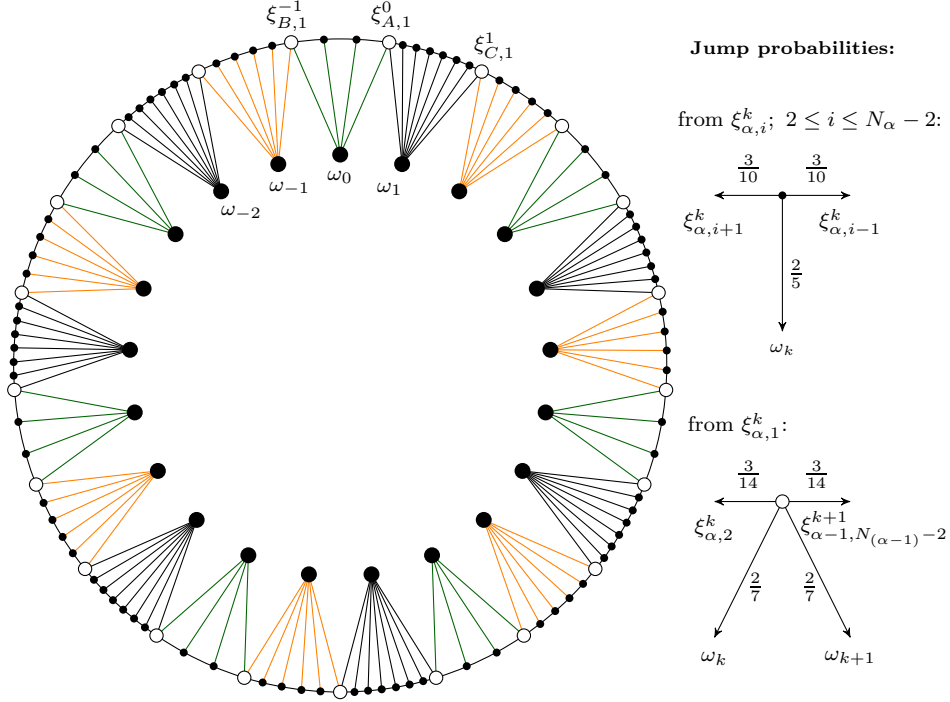 ξ_{B,1}^{-1}
ξ_{A,1}^{0}
ξ_{C,1}^{1}
ω_{-2}
ω_{-1}
ω_0
ω_1
Jump probabilities:
from ξ_{α,i}^{k}; 2 ≤ i ≤ N_α − 2:
3/10 3/10
ξ_{α,i+1}^{k} ξ_{α,i−1}^{k}
2/5
ω_k
from ξ_{α,1}^{k}:
3/14 3/14
ξ_{α,2}^{k} ξ_{α−1,N_{(α−1)}−2}^{k+1}
2/7 2/7
ω_k ω_{k+1}